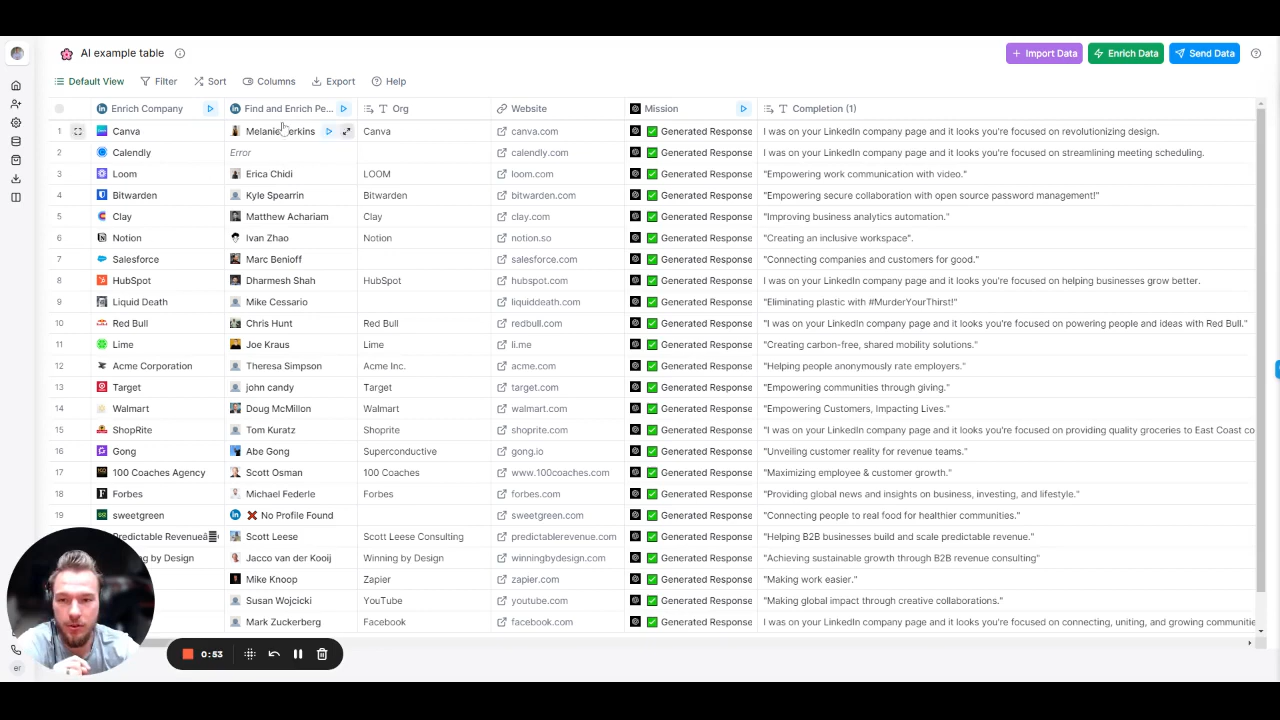 AI example table
Import Data Enrich Data Send Data
Default View Filter Sort Columns Export Help
Enrich Company Find and Enrich Pe... Org Website Mission Completion (1)
1 Canva Melanie Perkins Canva canva.com Generated Response I was on your LinkedIn company page and it looks you're focused on revolutionizing design.
2 Calendly Error calendly.com Generated Response I was on your LinkedIn company page and it looks you're focused on streamlining meeting scheduling.
3 Loom Erica Chidi LOOM loom.com Generated Response "Empowering work communication with video."
4 Bitwarden Kyle Spearrin Bitwarden bitwarden.com Generated Response "Empowering secure collaboration with open source password management!"
5 Clay Matthew Achariam Clay clay.com Generated Response "Improving business analytics automation."
6 Notion Ivan Zhao Notion notion.so Generated Response "Creating an inclusive workspace".
7 Salesforce Marc Benioff salesforce.com Generated Response "Connecting companies and customers for good."
8 HubSpot Dharmesh Shah HubSpot hubspot.com Generated Response I was on your LinkedIn company page and it looks you're focused on helping businesses grow better.
9 Liquid Death Mike Cessario liquiddeath.com Generated Response "Eliminating plastic with #MurderYourThirst!"
10 Red Bull Chris Hunt Red Bull redbull.com Generated Response "I was on your LinkedIn company page and it looks you're focused on powering people and ideas with Red Bull."
11 Lime Joe Kraus Lime li.me Generated Response "Creating carbon-free, shared mobility solutions."
12 Acme Corporation Theresa Simpson Acme Inc. acme.com Generated Response "Helping people anonymously rate employers."
13 Target john candy Target target.com Generated Response "Empowering communities through giving."
14 Walmart Doug McMillon Walmart walmart.com Generated Response "Empowering Customers, Impacting Lives."
15 ShopRite Tom Kuratz Shoprite shoprite.com Generated Response "I was on your LinkedIn company page and it looks you're focused on providing quality groceries to East Coast co
16 Gong Abe Gong Superconductive gong.io Generated Response "Unveiling customer reality for revenue teams."
17 100 Coaches Agency Scott Osman 100 Coaches www.100coaches.com Generated Response "Maximizing employee & customer growth."
18 Forbes Michael Federle Forbes forbes.com Generated Response "Providing global news and insights on business, investing, and lifestyle."
19 sweetgreen No Profile Found sweetgreen.com Generated Response "Connecting people to real food for healthier communities."
Predictable Revenueâ Scott Leese Scott Leese Consulting predictablerevenue.com Generated Response "Helping B2B businesses build and scale predictable revenue."
by Design Jacco van der Kooij Winning by Design winningbydesign.com Generated Response "Achieving sustainable growth through B2B revenue consulting"
Mike Knoop Zapier zapier.com Generated Response "Making work easier."
Susan Wojcicki YouTube youtube.com Generated Response "Making global impact through creative collaborations."
Mark Zuckerberg Facebook facebook.com Generated Response I was on your LinkedIn company page and it looks you're focused on connecting, uniting, and growing communitie
er
0:53